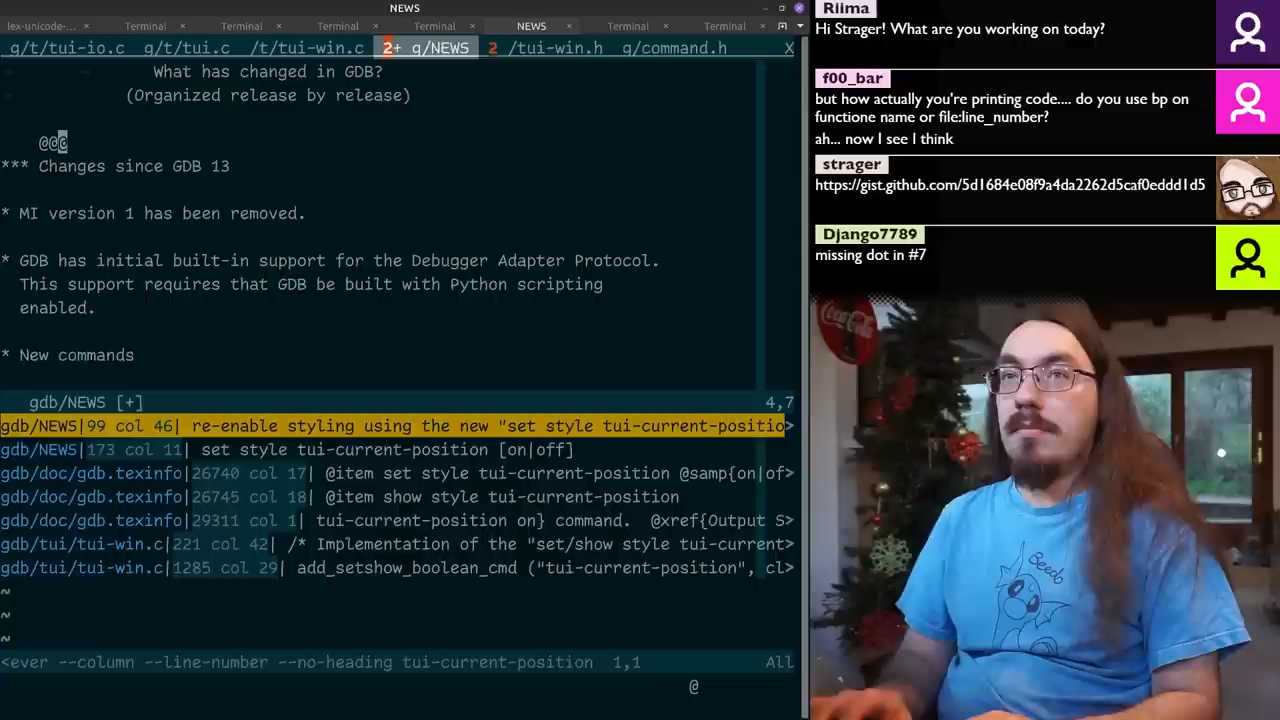 NEWS
lex-unicode-...
Terminal
Terminal
Terminal
Terminal
NEWS
Terminal
Terminal
g/t/tui-io.c g/t/tui.c /t/tui-win.c 2+ g/NEWS 2 /tui-win.h g/command.h X
What has changed in GDB?
(Organized release by release)
@@@
*** Changes since GDB 13
* MI version 1 has been removed.
* GDB has initial built-in support for the Debugger Adapter Protocol.
This support requires that GDB be built with Python scripting
enabled.
* New commands
gdb/NEWS [+] 4,7
gdb/NEWS|99 col 46| re-enable styling using the new "set style tui-current-positio
gdb/NEWS|173 col 11| set style tui-current-position [on|off]
gdb/doc/gdb.texinfo|26740 col 17| @item set style tui-current-position @samp{on|of>
gdb/doc/gdb.texinfo|26745 col 18| @item show style tui-current-position
gdb/doc/gdb.texinfo|29311 col 1| tui-current-position on} command.  @xref{Output S>
gdb/tui/tui-win.c|221 col 42| /* Implementation of the "set/show style tui-current>
gdb/tui/tui-win.c|1285 col 29| add_setshow_boolean_cmd ("tui-current-position", cl>
~
~
~
<ever --column --line-number --no-heading tui-current-position 1,1 All
@
Riima
Hi Strager! What are you working on today?
f00_bar
but how actually you're printing code.... do you use bp on
functione name or file:line_number?
ah... now I see I think
strager
https://gist.github.com/5d1684e08f9a4da2262d5caf0eddd1d5
Django7789
missing dot in #7
Coca-Cola
Beedo